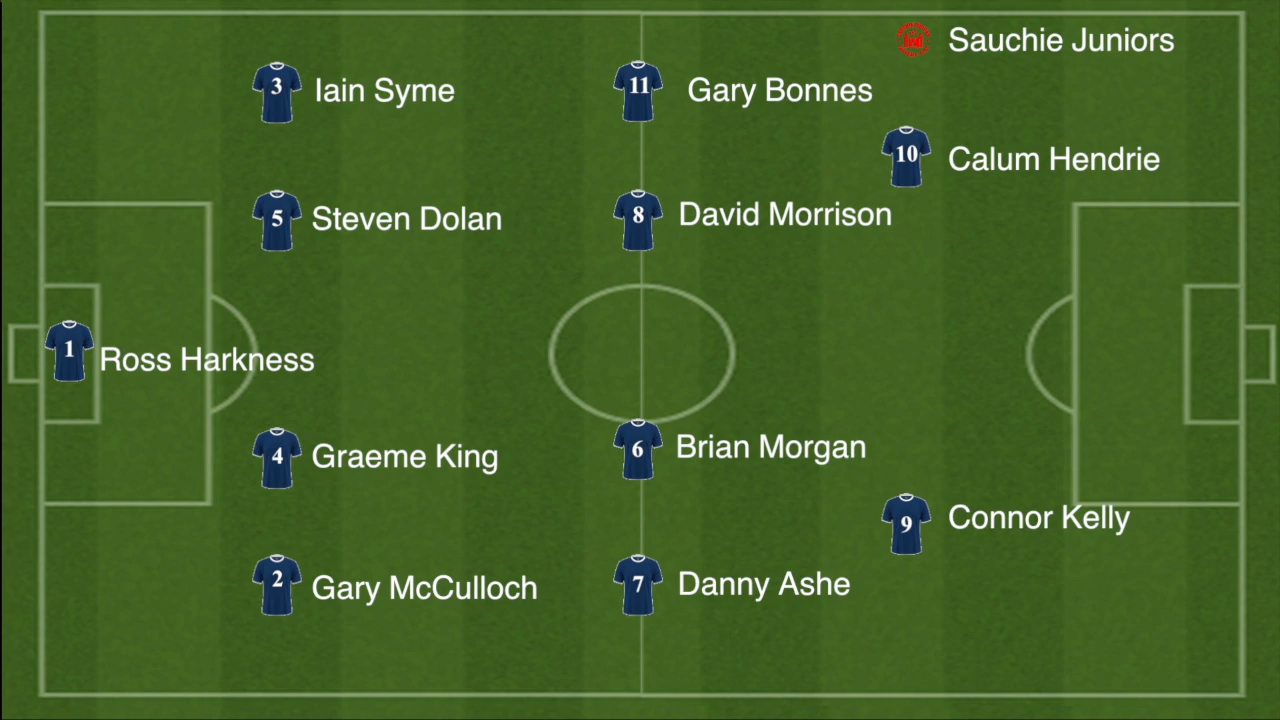 Sauchie Juniors
3 Iain Syme
11 Gary Bonnes
10 Calum Hendrie
5 Steven Dolan
8 David Morrison
1 Ross Harkness
4 Graeme King
6 Brian Morgan
9 Connor Kelly
2 Gary McCulloch
7 Danny Ashe